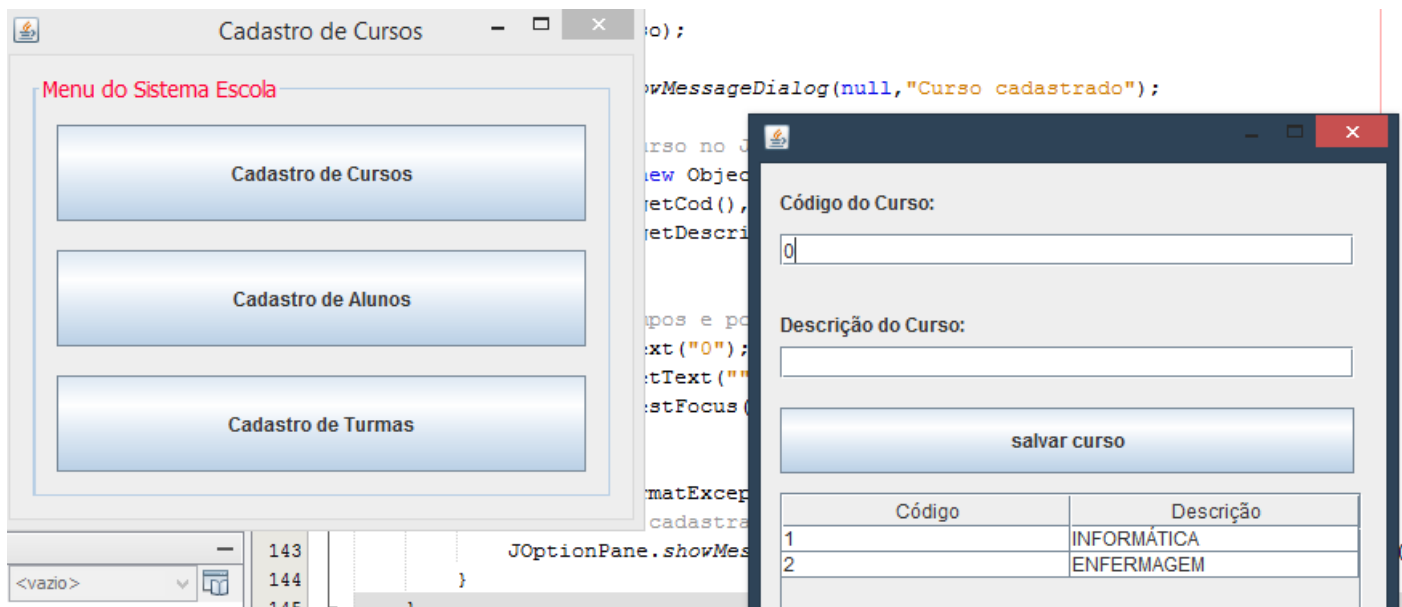 Cadastro de Cursos
Menu do Sistema Escola
Cadastro de Cursos
Cadastro de Alunos
Cadastro de Turmas
so);
owMessageDialog(null,"Curso cadastrado");
urso no J
new Objec
getCod(),
getDescri
mpos e po
ext("0");
etText(""
estFocus(
rmatExcep
cadastra
143 JOptionPane.showMes
144 }
145
<vazio>
Código do Curso:
0
Descrição do Curso:
salvar curso
Código Descrição
1 INFORMÁTICA
2 ENFERMAGEM